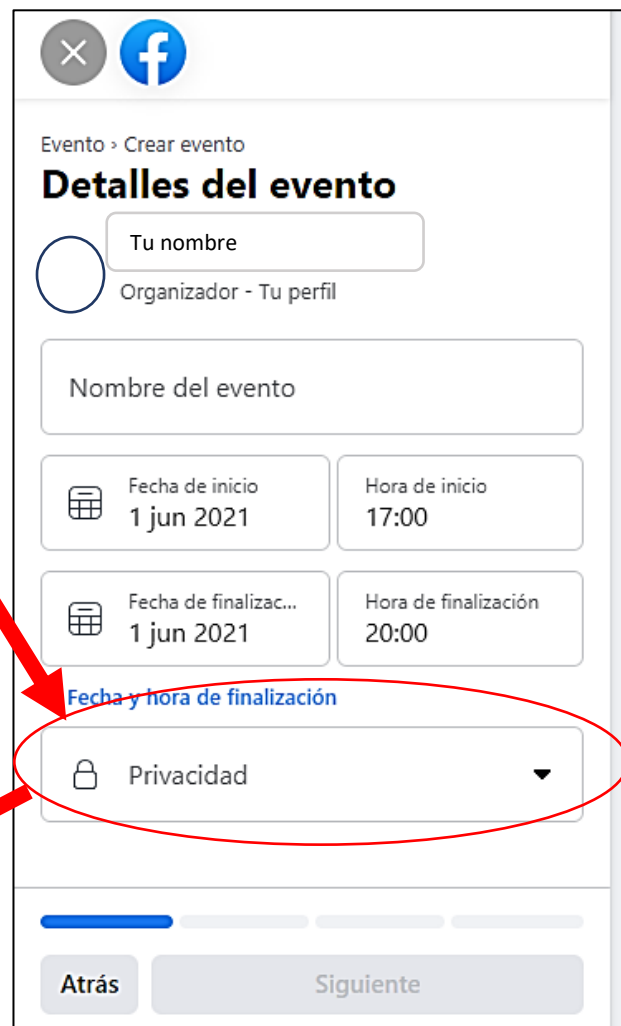 Evento › Crear evento
Detalles del evento
Tu nombre
Organizador - Tu perfil
Nombre del evento
Fecha de inicio
1 jun 2021
Hora de inicio
17:00
Fecha de finalizac...
1 jun 2021
Hora de finalización
20:00
Fecha y hora de finalización
Privacidad
Atrás
Siguiente